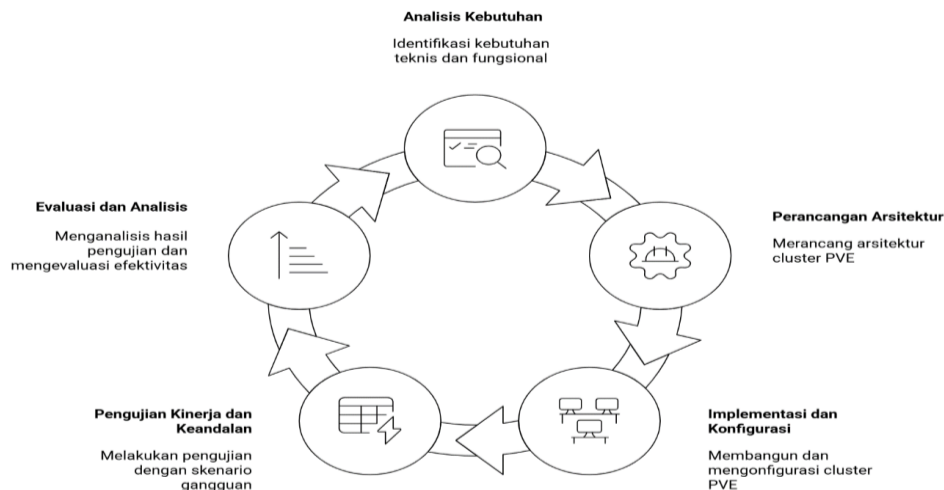 Analisis Kebutuhan
Identifikasi kebutuhan
teknis dan fungsional
Perancangan Arsitektur
Merancang arsitektur
cluster PVE
Implementasi dan
Konfigurasi
Membangun dan
mengonfigurasi cluster
PVE
Pengujian Kinerja dan
Keandalan
Melakukan pengujian
dengan skenario
gangguan
Evaluasi dan Analisis
Menganalisis hasil
pengujian dan
mengevaluasi efektivitas